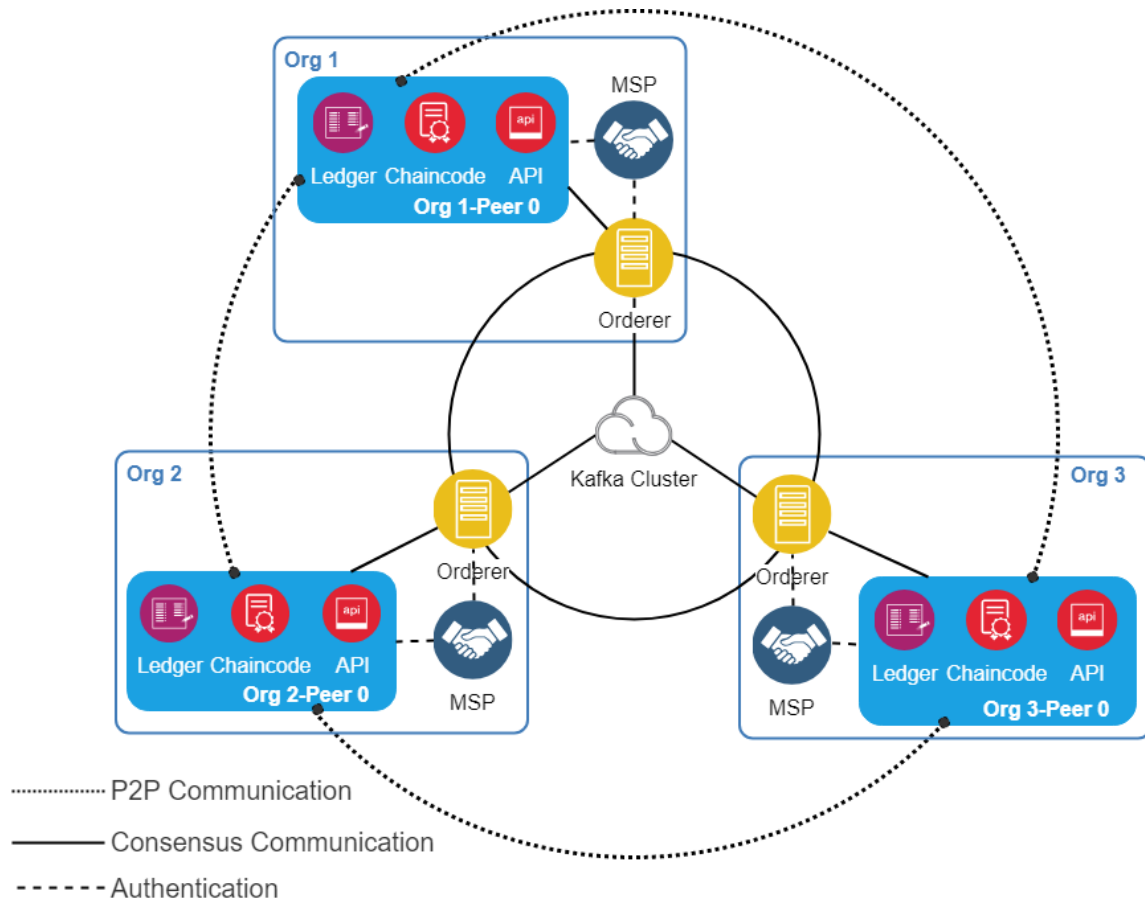 Org 1
MSP
api
Ledger Chaincode API
Org 1-Peer 0
Orderer
Kafka Cluster
Org 2
Orderer
api
Ledger Chaincode API
Org 2-Peer 0
MSP
Org 3
Orderer
api
Ledger Chaincode API
Org 3-Peer 0
MSP
P2P Communication
Consensus Communication
Authentication